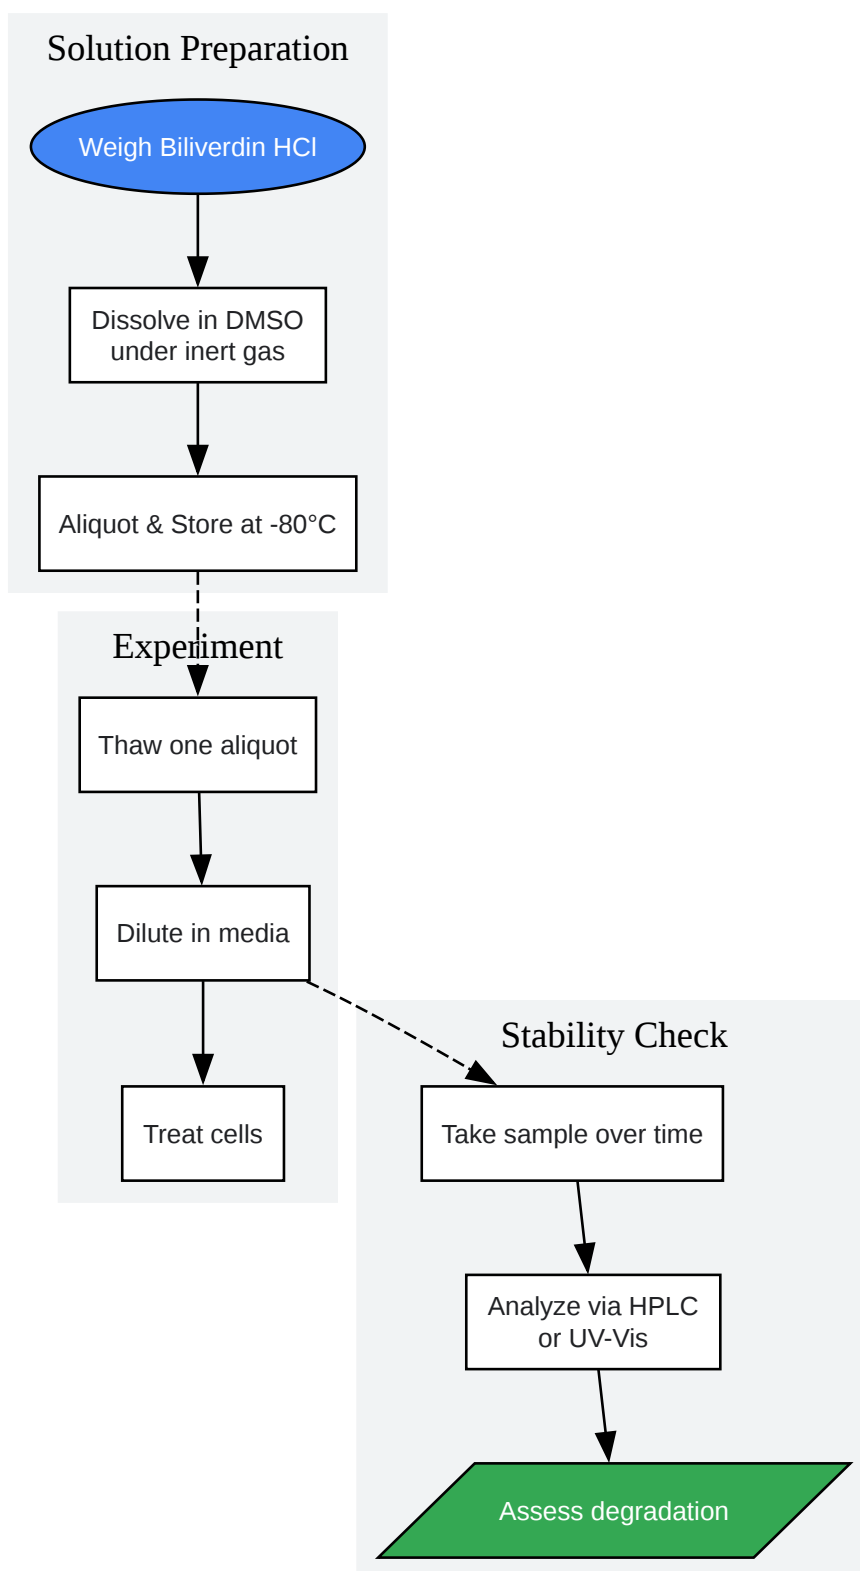 Solution Preparation
Weigh Biliverdin HCl
Dissolve in DMSO
under inert gas
Aliquot & Store at -80°C
Experiment
Thaw one aliquot
Dilute in media
Treat cells
Stability Check
Take sample over time
Analyze via HPLC
or UV-Vis
Assess degradation